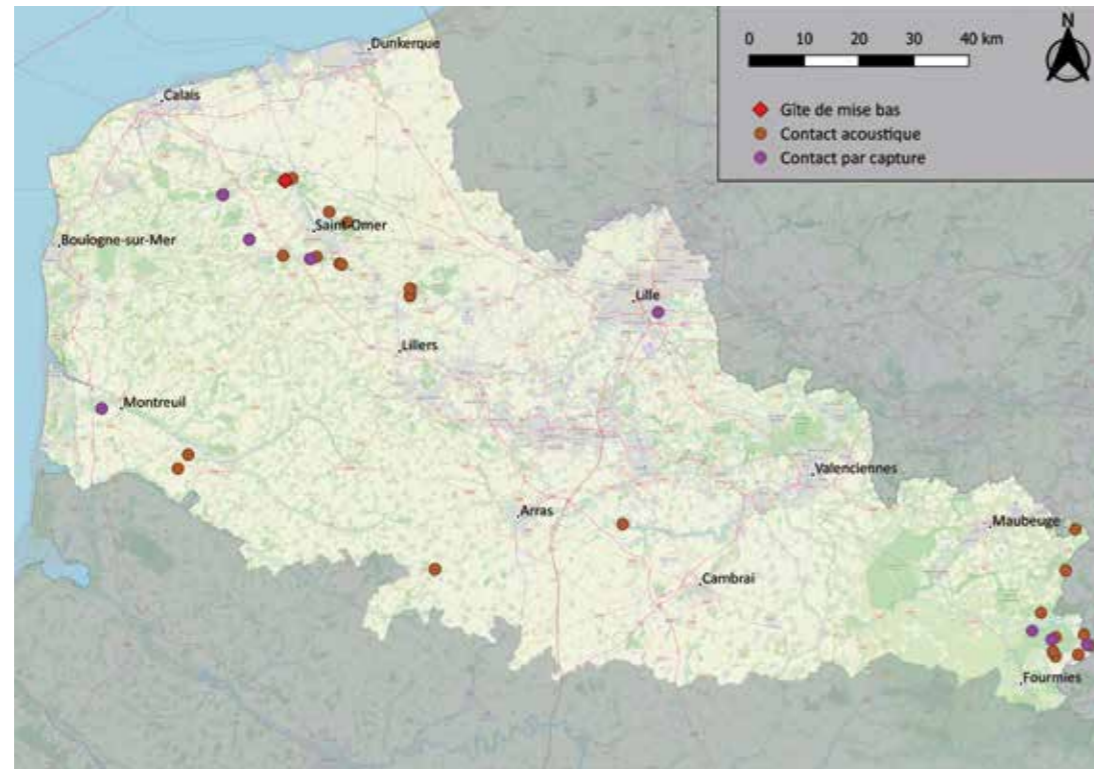 Dunkerque
Calais
Saint-Omer
Boulogne-sur-Mer
Lille
Lillers
Montreuil
Valenciennes
Arras
Maubeuge
Cambrai
Fourmies
N
0 10 20 30 40 km
Gîte de mise bas
Contact acoustique
Contact par capture